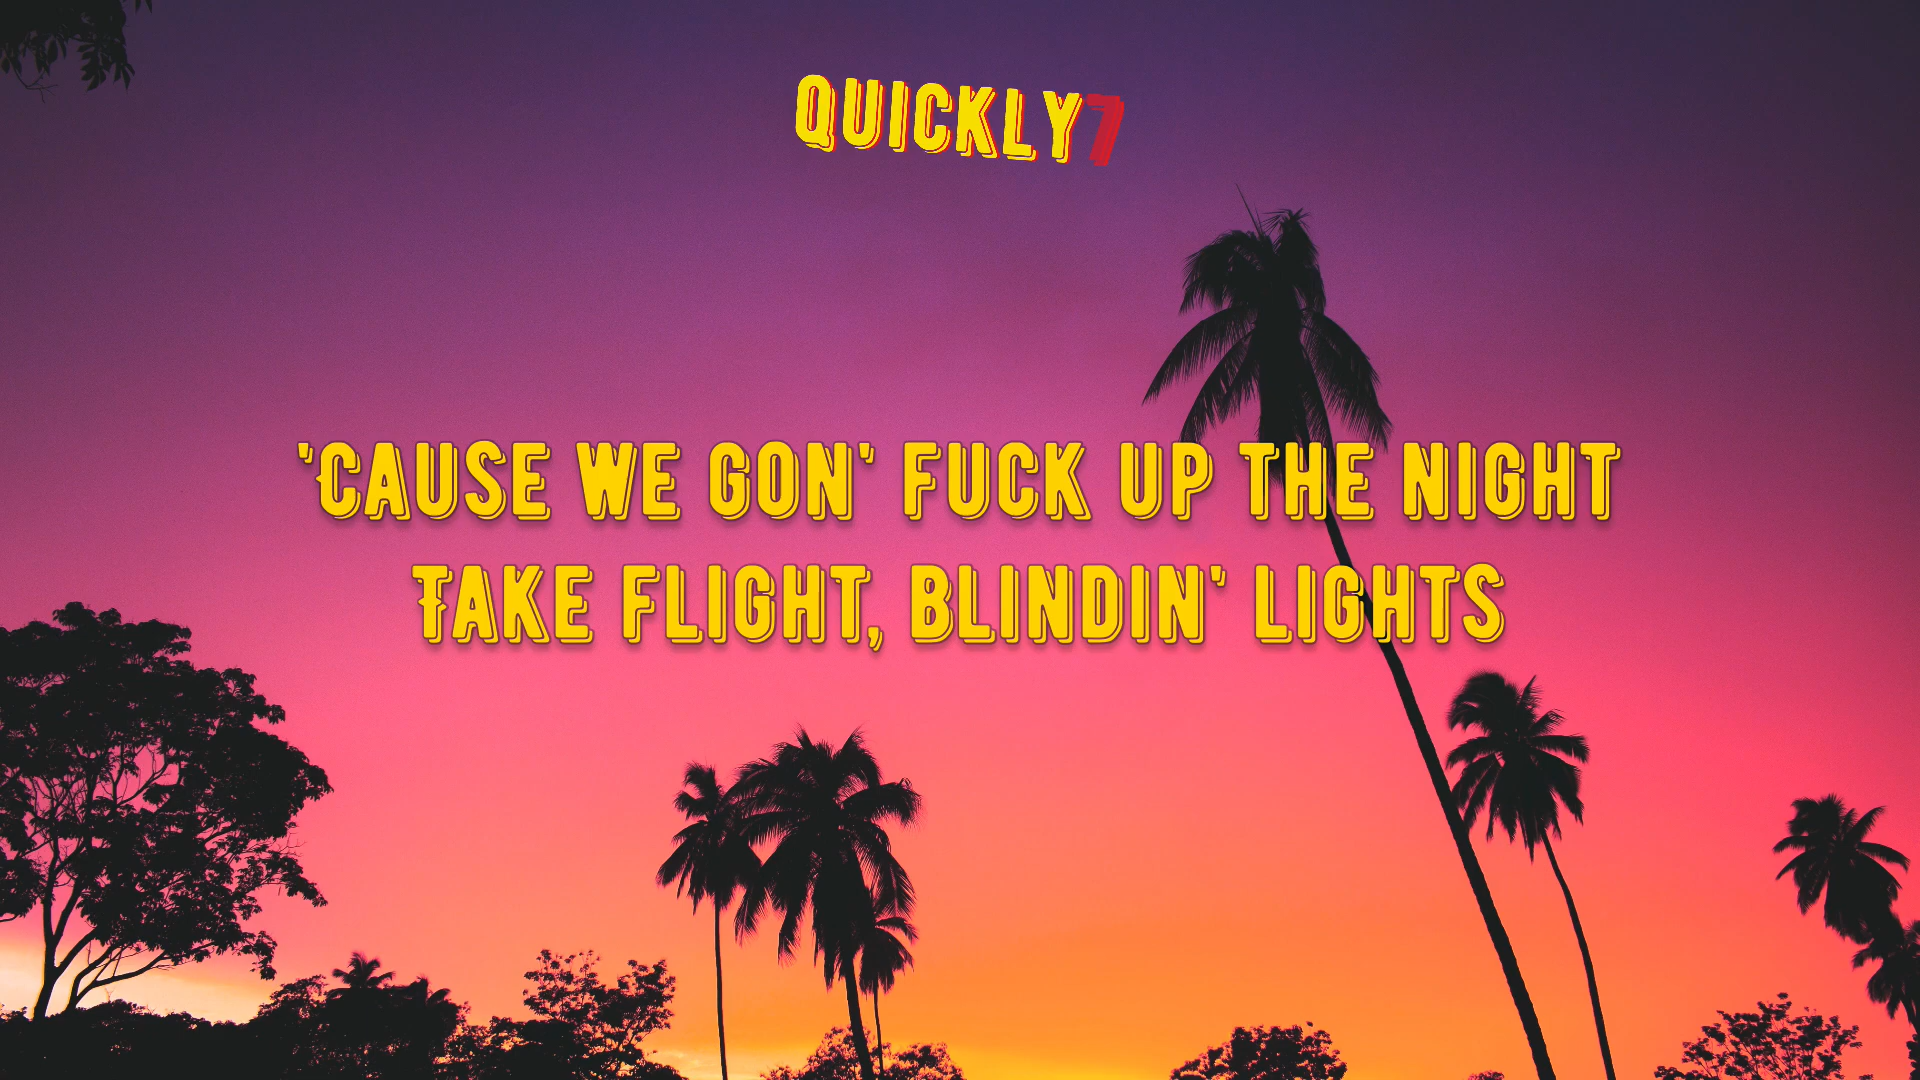 QUICKLY7
'CAUSE WE GON' FUCK UP THE NIGHT
TAKE FLIGHT, BLINDIN' LIGHTS